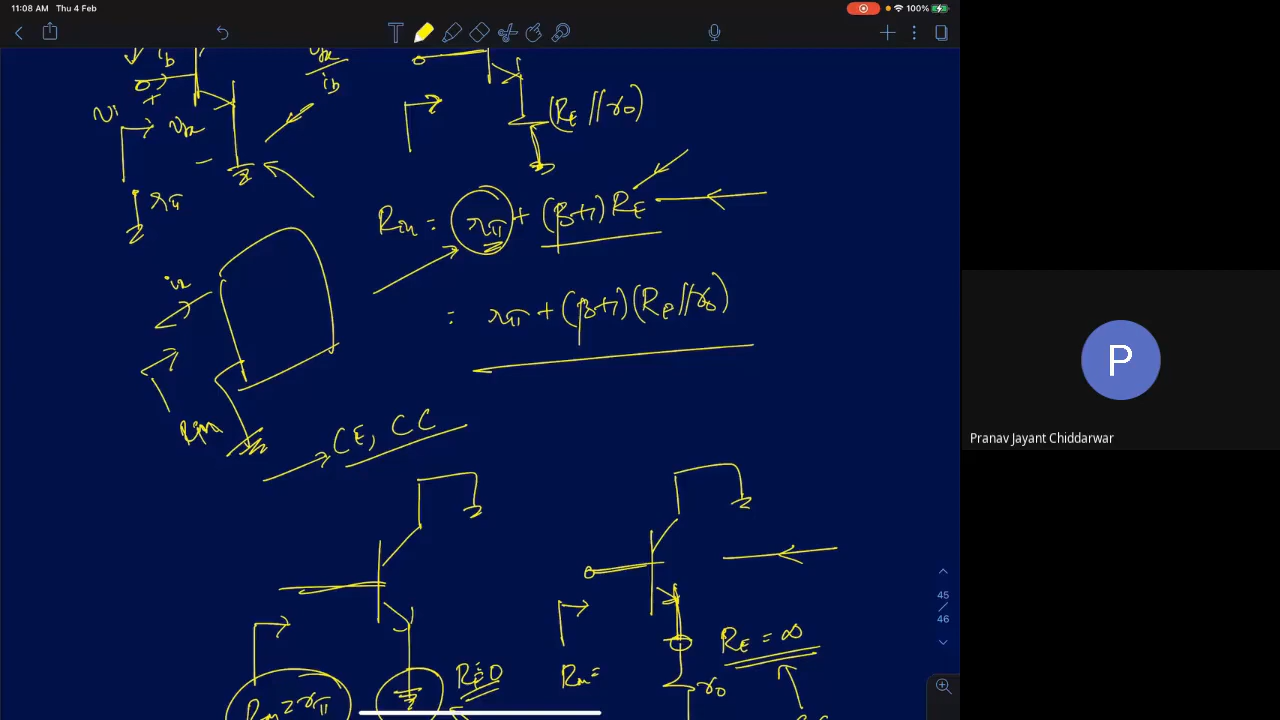 11:08 AM Thu 4 Feb
100%
T
ib
vπ/ib
+
vi
vπ
-
rπ
(RE // ro)
Rin = rπ + (β+1) RE
= rπ + (β+1) (RE // ro)
Rin
CE, CC
RE = 0
Rin = rπ
Rin =
RE = ∞
ro
45
/
46
P
Pranav Jayant Chiddarwar